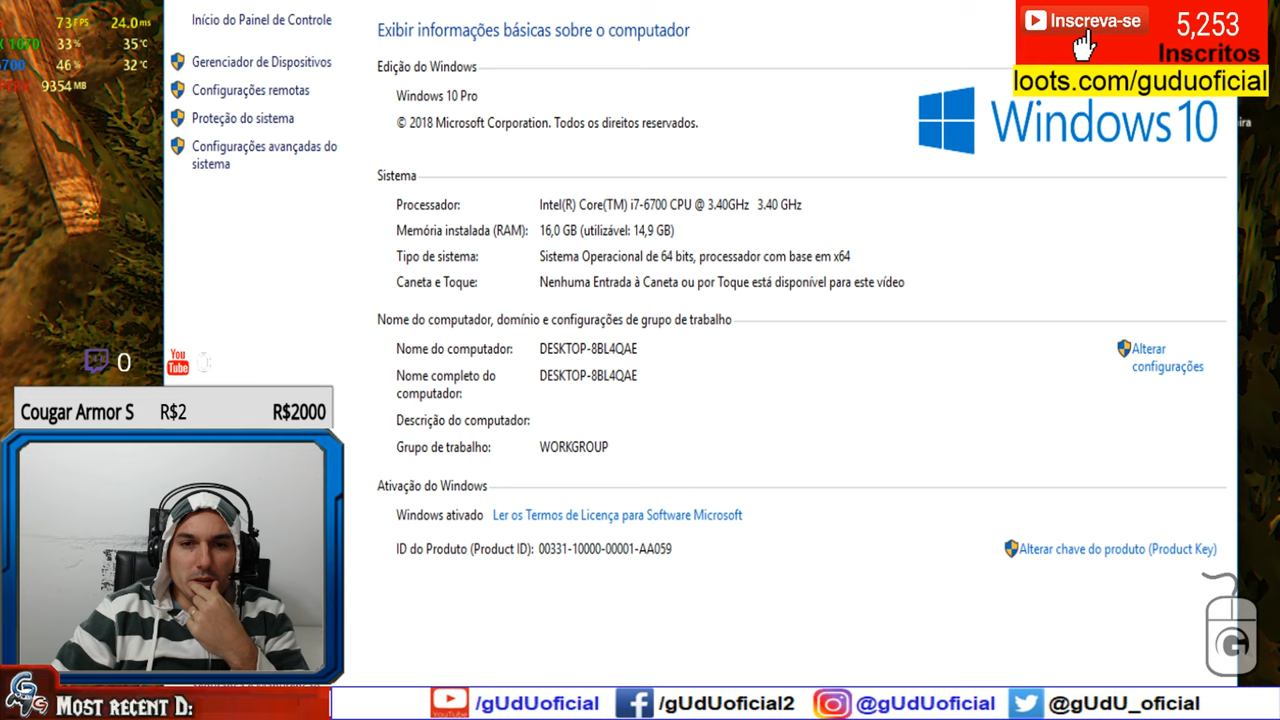 73 FPS 24.0 ms
1070 33% 35°C
6700 46% 32°C
9354 MB
Início do Painel de Controle
Gerenciador de Dispositivos
Configurações remotas
Proteção do sistema
Configurações avançadas do
sistema
Exibir informações básicas sobre o computador
Edição do Windows
Windows 10 Pro
© 2018 Microsoft Corporation. Todos os direitos reservados.
Windows 10
Inscreva-se
5,253
Inscritos
loots.com/guduoficial
Sistema
Processador: Intel(R) Core(TM) i7-6700 CPU @ 3.40GHz 3.40 GHz
Memória instalada (RAM): 16,0 GB (utilizável: 14,9 GB)
Tipo de sistema: Sistema Operacional de 64 bits, processador com base em x64
Caneta e Toque: Nenhuma Entrada à Caneta ou por Toque está disponível para este vídeo
Nome do computador, domínio e configurações de grupo de trabalho
Nome do computador: DESKTOP-8BL4QAE
Alterar
configurações
Nome completo do
computador: DESKTOP-8BL4QAE
Descrição do computador:
Grupo de trabalho: WORKGROUP
Ativação do Windows
Windows ativado Ler os Termos de Licença para Software Microsoft
ID do Produto (Product ID): 00331-10000-00001-AA059
Alterar chave do produto (Product Key)
0
You
Tube
Cougar Armor S R$2 R$2000
G
MOST RECENT D:
YouTube
/gUdUoficial
/gUdUoficial2
@gUdUoficial
@gUdU_oficial